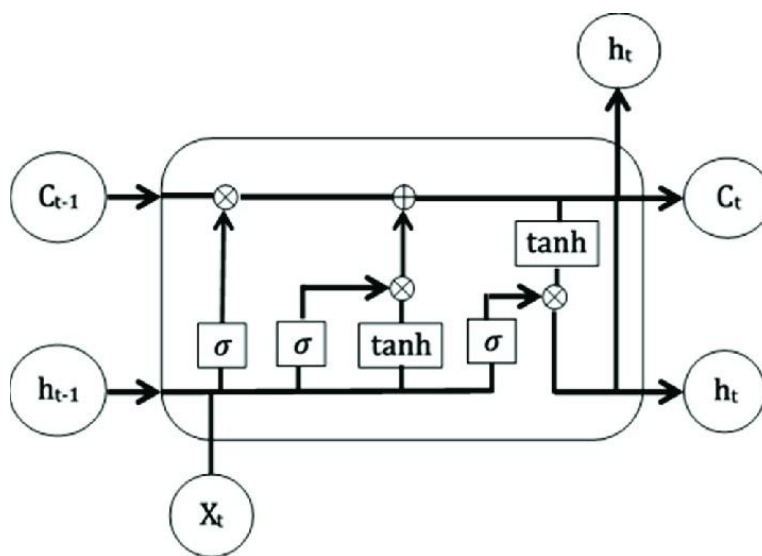 hₜ
Cₜ₋₁
Cₜ
tanh
σ
σ
tanh
σ
hₜ₋₁
hₜ
Xₜ